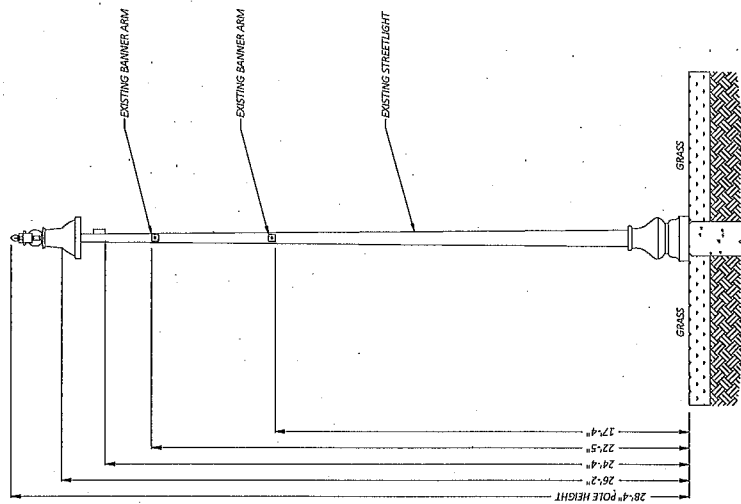 EXISTING BANNER ARM
EXISTING BANNER ARM
EXISTING STREETLIGHT
GRASS
GRASS
17'-4"
22'-5"
24'-4"
26'-2"
28'-4" POLE HEIGHT